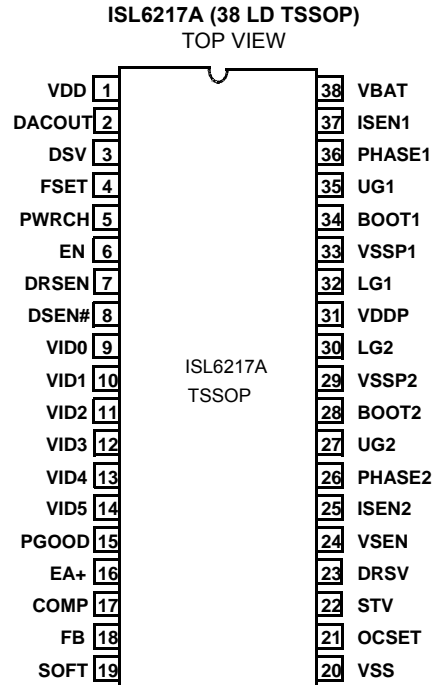 ISL6217A (38 LD TSSOP)
TOP VIEW
VDD 1 38 VBAT
DACOUT 2 37 ISEN1
DSV 3 36 PHASE1
FSET 4 35 UG1
PWRCH 5 34 BOOT1
EN 6 33 VSSP1
DRSEN 7 32 LG1
DSEN# 8 31 VDDP
VID0 9 30 LG2
VID1 10 29 VSSP2
VID2 11 28 BOOT2
VID3 12 27 UG2
VID4 13 26 PHASE2
VID5 14 25 ISEN2
PGOOD 15 24 VSEN
EA+ 16 23 DRSV
COMP 17 22 STV
FB 18 21 OCSET
SOFT 19 20 VSS
ISL6217A
TSSOP